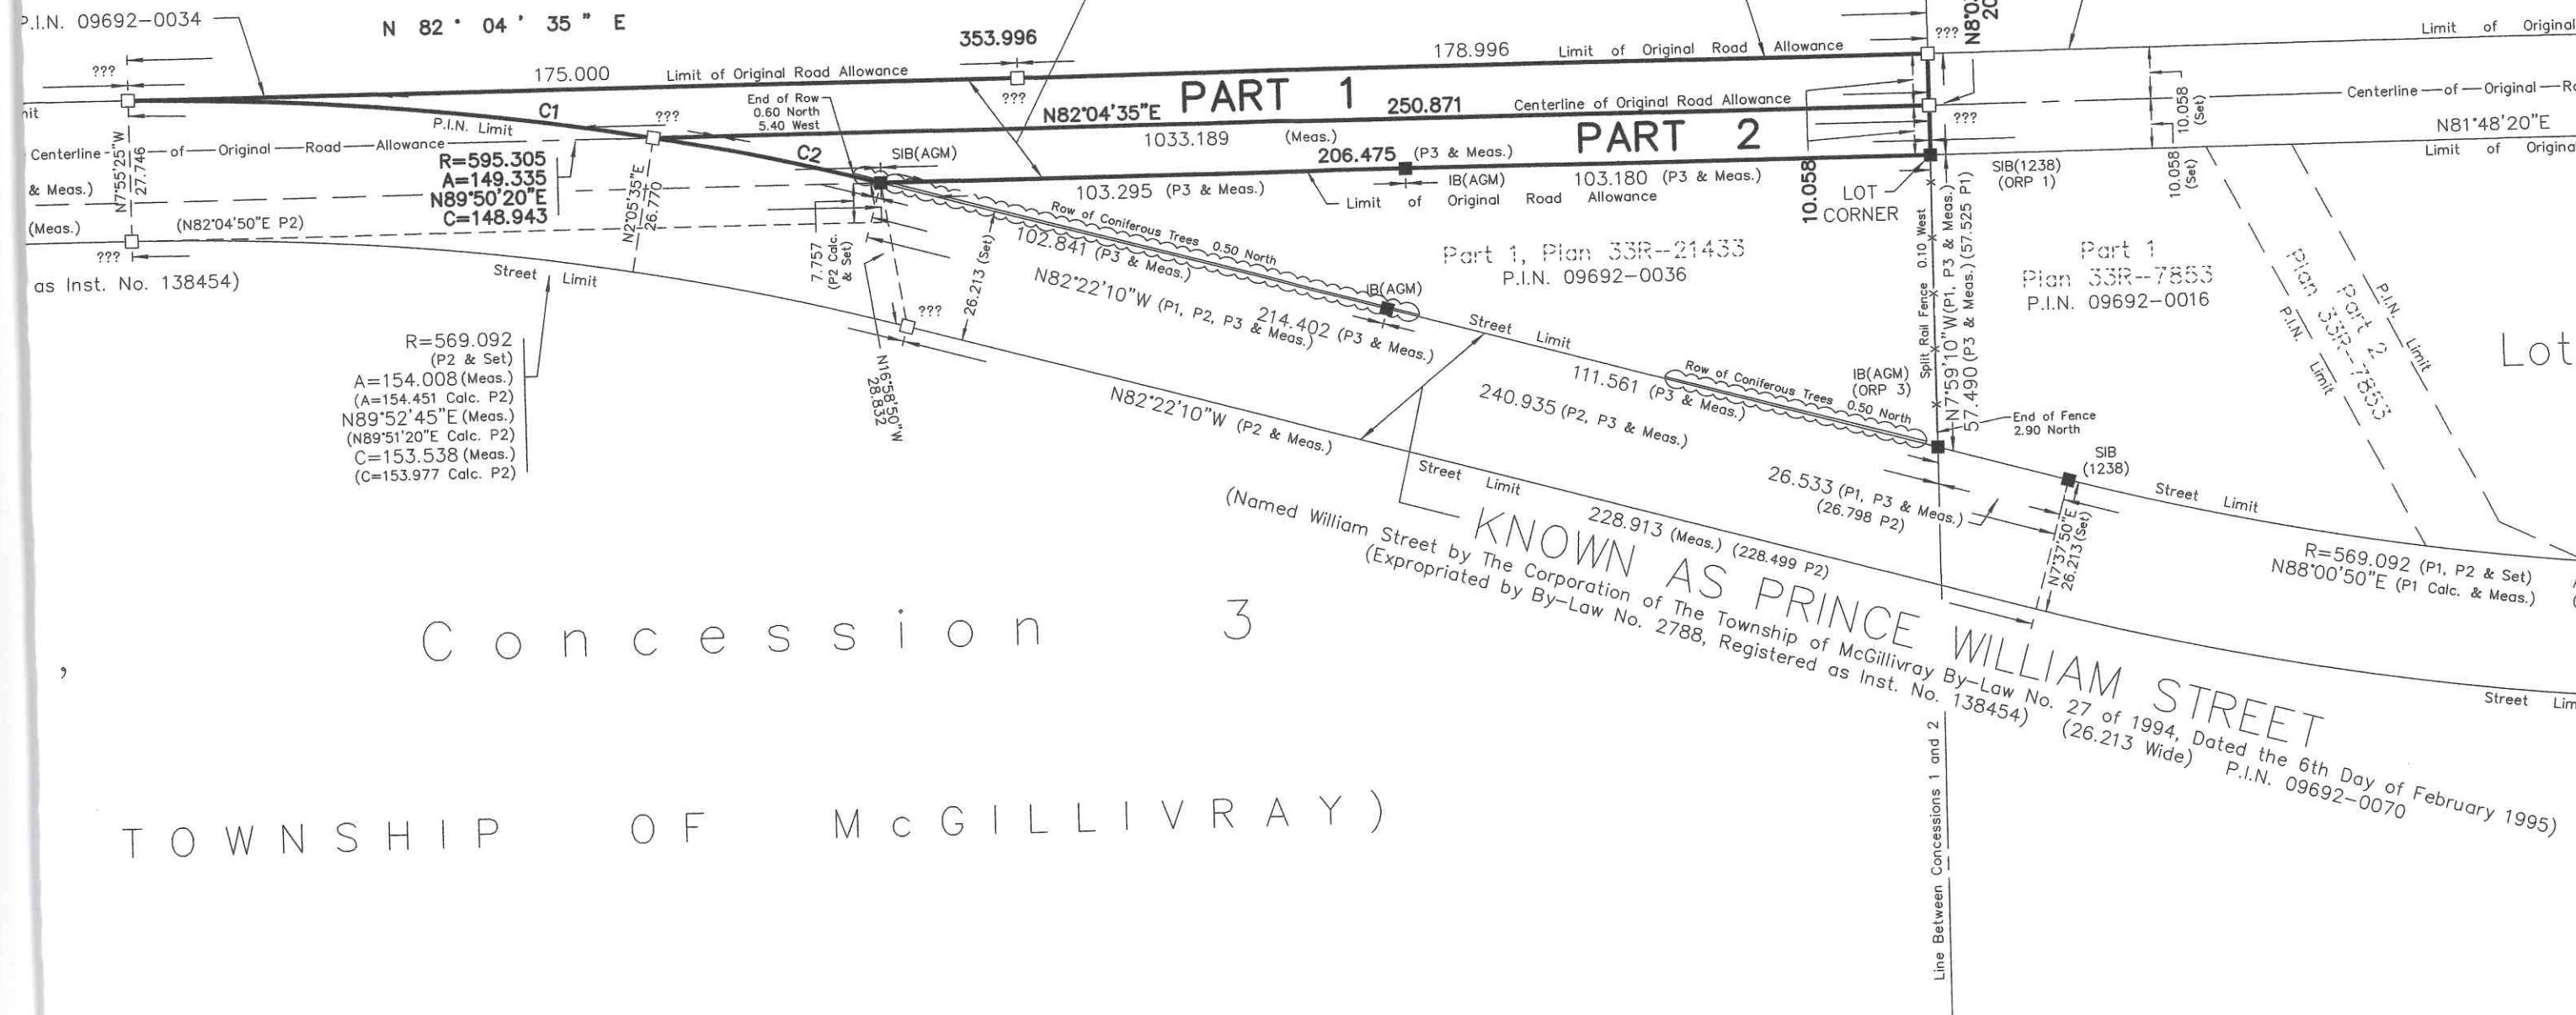 P.I.N. 09692-0034
N 82° 04' 35" E
353.996
178.996
Limit of Original Road Allowance
???
N8°03
20
Limit of Original
???
175.000
Limit of Original Road Allowance
???
PART 1
End of Row
0.60 North
5.40 West
C1
P.I.N. Limit
???
N82°04'35"E
250.871
Centerline of Original Road Allowance
???
10.058
(Set)
Centerline — of — Original — Ro
N81°48'20"E
Limit of Origina
10.058
(Set)
Centerline — of — Original — Road — Allowance
N7°55'25"W
27.746
R=595.305
A=149.335
N89°50'20"E
C=148.943
C2
SIB(AGM)
1033.189 (Meas.)
PART 2
206.475 (P3 & Meas.)
103.295 (P3 & Meas.)
IB(AGM)
103.180 (P3 & Meas.)
Limit of Original Road Allowance
10.058
LOT
CORNER
SIB(1238)
(ORP 1)
& Meas.)
(Meas.)
(N82°04'50"E P2)
N2°05'35"E
26.770
???
as Inst. No. 138454)
Street Limit
7.757
(P2 Calc.
& Set)
Row of Coniferous Trees 0.50 North
102.841 (P3 & Meas.)
26.213 (Set)
N82°22'10"W (P1, P2, P3 & Meas.)
214.402 (P3 & Meas.)
IB(AGM)
???
N16°58'50"W
28.832
Part 1, Plan 33R-21433
P.I.N. 09692-0036
Split Rail Fence 0.10 West
N7°59'10"W(P1, P3 & Meas.)
57.490 (P3 & Meas.) (57.525 P1)
Part 1
Plan 33R-7853
P.I.N. 09692-0016
Plan 33R-7853
Part 2
P.I.N. Limit
P.I.N. Limit
Lot
R=569.092
(P2 & Set)
A=154.008 (Meas.)
(A=154.451 Calc. P2)
N89°52'45"E (Meas.)
(N89°51'20"E Calc. P2)
C=153.538 (Meas.)
(C=153.977 Calc. P2)
Street Limit
111.561 (P3 & Meas.)
Row of Coniferous Trees 0.50 North
IB(AGM)
(ORP 3)
240.935 (P2, P3 & Meas.)
End of Fence
2.90 North
N82°22'10"W (P2 & Meas.)
Street Limit
26.533 (P1, P3 & Meas.)
(26.798 P2)
SIB
(1238)
Street Limit
228.913 (Meas.) (228.499 P2)
N7°37'50"E
26.213 (Set)
R=569.092 (P1, P2 & Set)
N88°00'50"E (P1 Calc. & Meas.)
KNOWN AS PRINCE WILLIAM STREET
(Named William Street by The Corporation of The Township of McGillivray By-Law No. 27 of 1994, Dated the 6th Day of February 1995)
(Expropriated by By-Law No. 2788, Registered as Inst. No. 138454) (26.213 Wide) P.I.N. 09692-0070
Street Lim
Concession 3
,
Line Between Concessions 1 and 2
TOWNSHIP OF McGILLIVRAY)